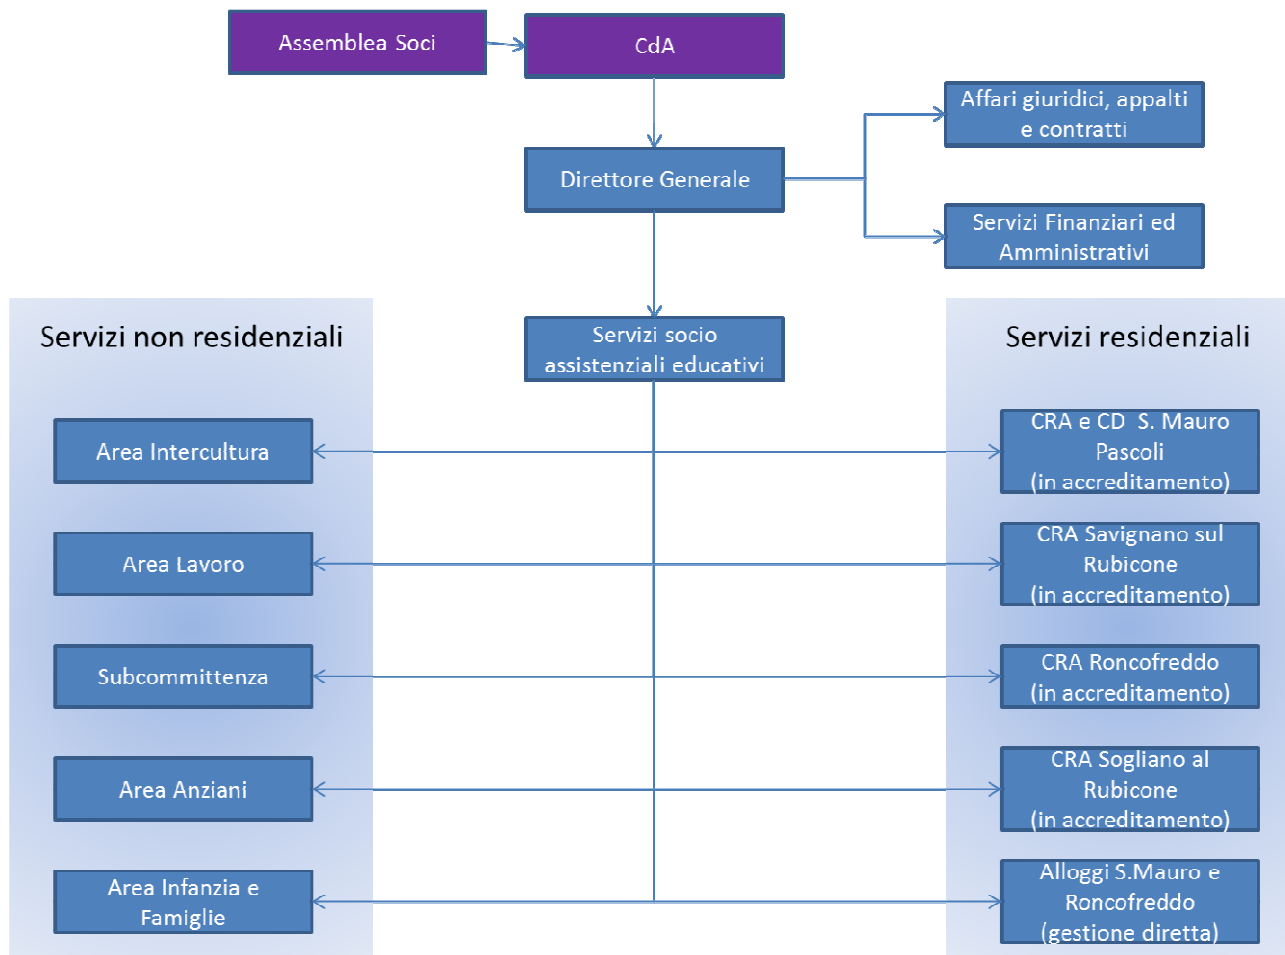 Assemblea Soci
CdA
Affari giuridici, appalti
e contratti
Direttore Generale
Servizi Finanziari ed
Amministrativi
Servizi socio
assistenziali educativi
Servizi non residenziali
Area Intercultura
Area Lavoro
Subcommittenza
Area Anziani
Area Infanzia e
Famiglie
Servizi residenziali
CRA e CD S. Mauro
Pascoli
(in accreditamento)
CRA Savignano sul
Rubicone
(in accreditamento)
CRA Roncofreddo
(in accreditamento)
CRA Sogliano al
Rubicone
(in accreditamento)
Alloggi S.Mauro e
Roncofreddo
(gestione diretta)